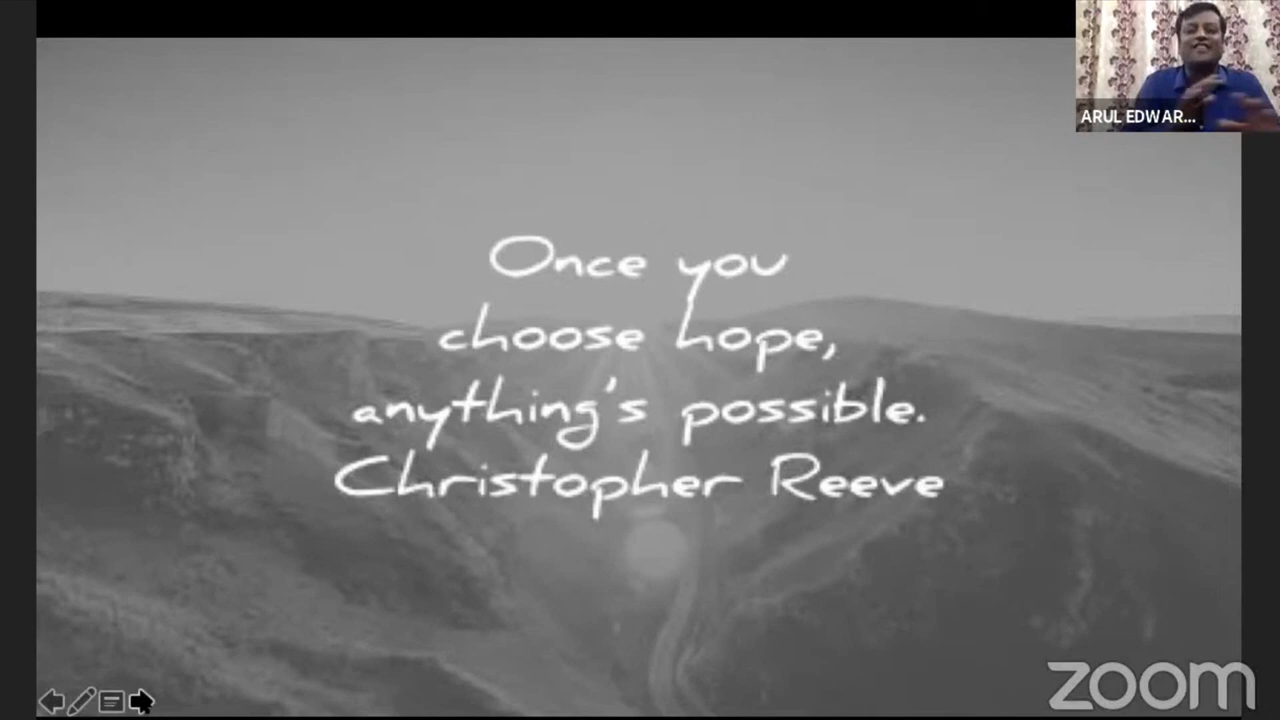 ARUL EDWAR...
Once you
choose hope,
anything's possible.
Christopher Reeve
zoom